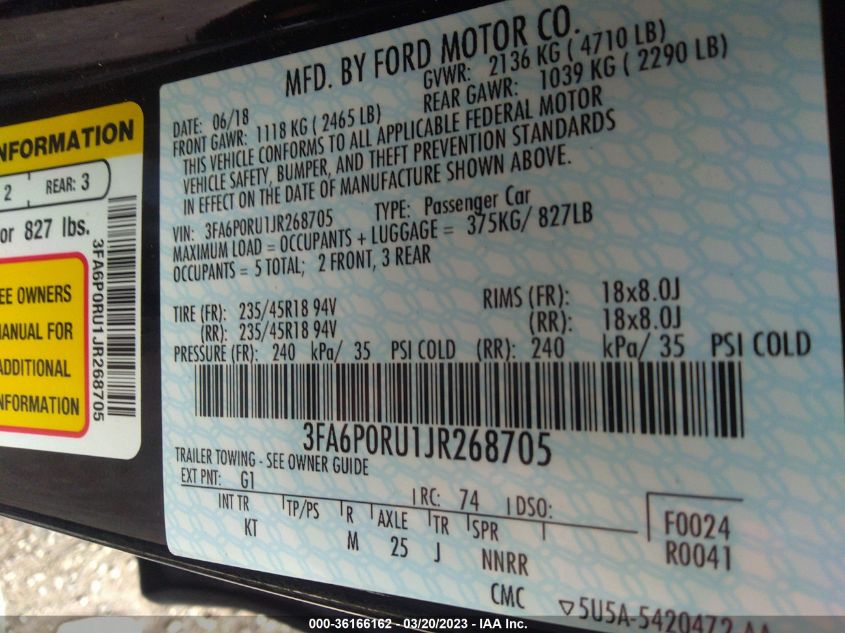 NFORMATION
2 REAR: 3
or 827 lbs.
3FA6P0RU1JR268705
EE OWNERS
MANUAL FOR
ADDITIONAL
NFORMATION
MFD. BY FORD MOTOR CO.
DATE: 06/18 GVWR: 2136 KG ( 4710 LB)
FRONT GAWR: 1118 KG ( 2465 LB) REAR GAWR: 1039 KG ( 2290 LB)
THIS VEHICLE CONFORMS TO ALL APPLICABLE FEDERAL MOTOR
VEHICLE SAFETY, BUMPER, AND THEFT PREVENTION STANDARDS
IN EFFECT ON THE DATE OF MANUFACTURE SHOWN ABOVE.
VIN: 3FA6P0RU1JR268705 TYPE: Passenger Car
MAXIMUM LOAD = OCCUPANTS + LUGGAGE = 375KG/ 827LB
OCCUPANTS = 5 TOTAL; 2 FRONT, 3 REAR
TIRE (FR): 235/45R18 94V RIMS (FR): 18x8.0J
(RR): 235/45R18 94V (RR): 18x8.0J
PRESSURE (FR): 240 kPa/ 35 PSI COLD (RR): 240 kPa/ 35 PSI COLD
3FA6P0RU1JR268705
TRAILER TOWING - SEE OWNER GUIDE
EXT PNT: G1 RC: 74 DSO:
INT TR TP/PS R AXLE TR SPR F0024
KT M 25 J NNRR R0041
CMC 5U5A-5420472-AA
000-36166162 - 03/20/2023 - IAA Inc.